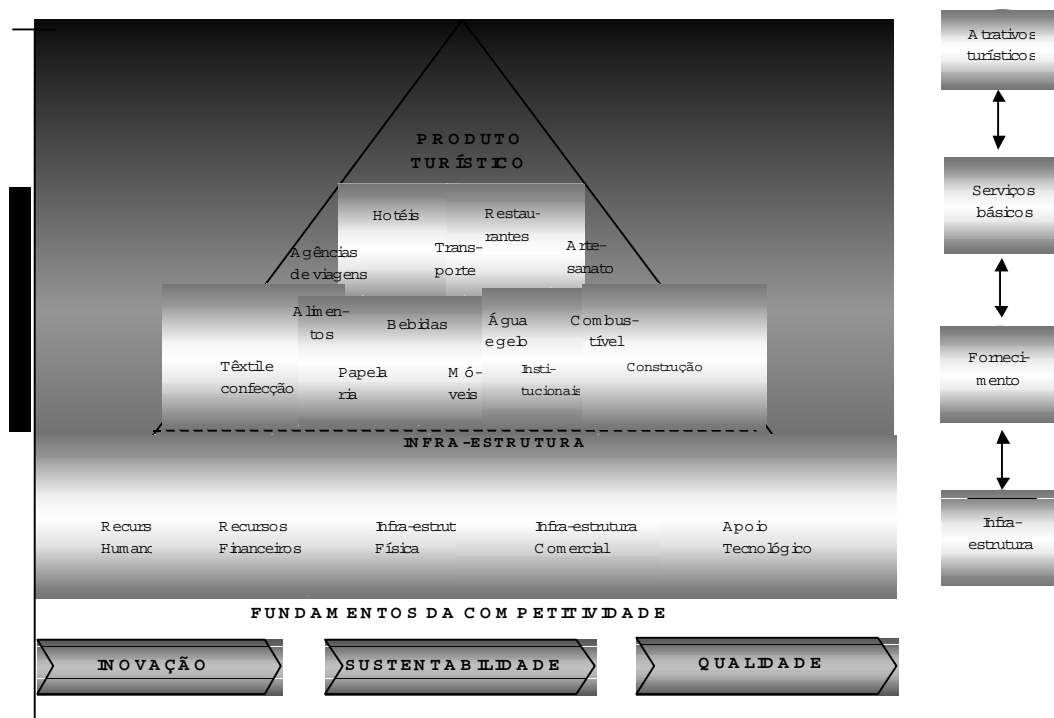 PRODUTO
TURÍSTICO
Hotéis
Restau-
rantes
Agências
de viagens
Trans-
porte
Arte-
sanato
Alimen-
tos
Bebidas
Água
e gelo
Combus-
tível
Têxtile
confecção
Papela
ria
Mó-
veis
Insti-
tucionais
Construção
INFRA-ESTRUTURA
Recurs
Humano
Recursos
Financeiros
Infra-estrut
Física
Infra-estrutura
Comercial
Apoio
Tecnológico
FUNDAMENTOS DA COMPETITIVIDADE
INOVAÇÃO
SUSTENTABILIDADE
QUALIDADE
Atrativos
turísticos
Serviços
básicos
Forneci-
mento
Infra-
estrutura